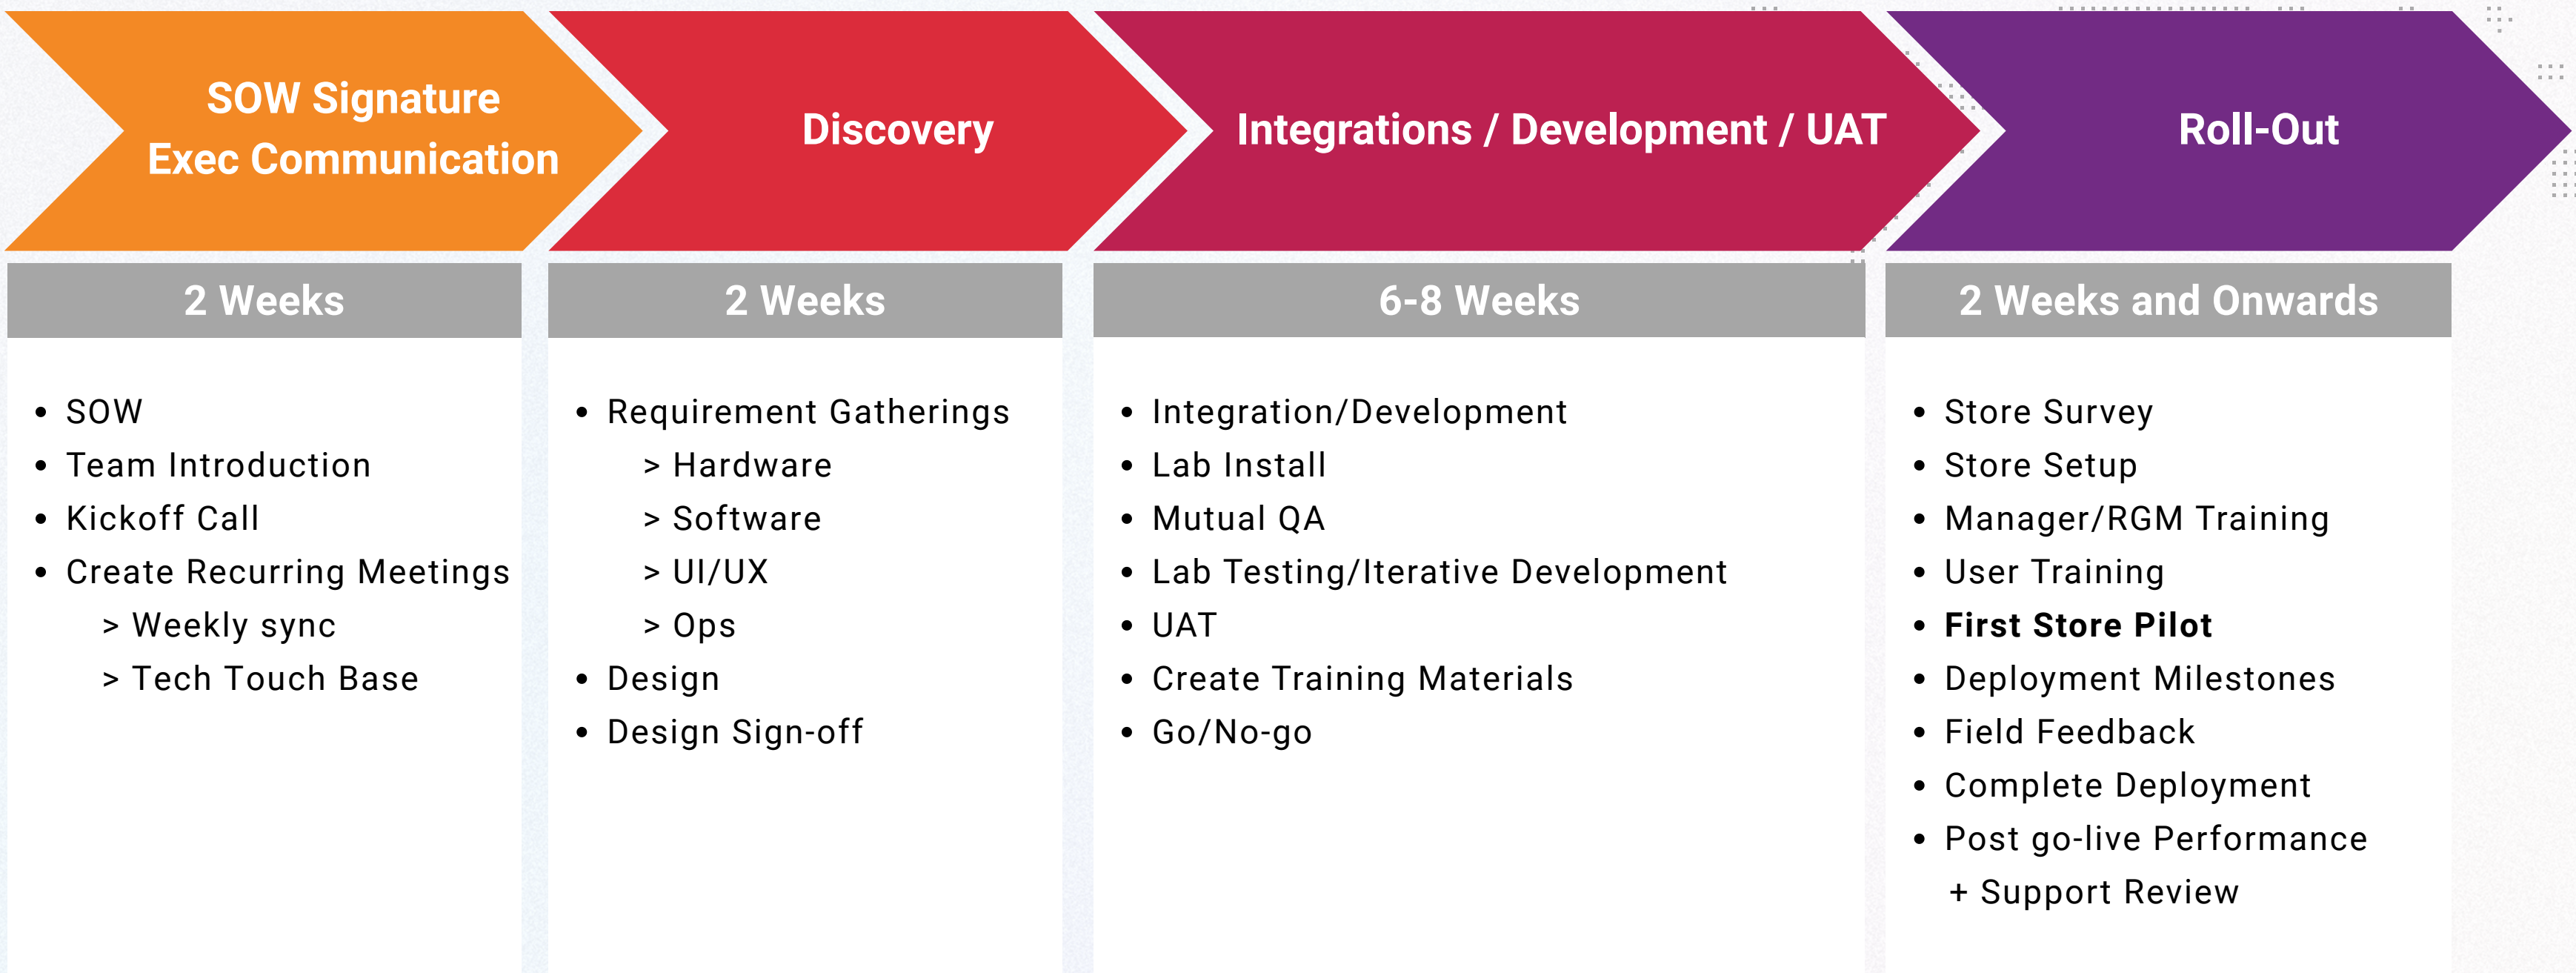 SOW Signature
Exec Communication
2 Weeks
• SOW
• Team Introduction
• Kickoff Call
• Create Recurring Meetings
> Weekly sync
> Tech Touch Base
Discovery
2 Weeks
• Requirement Gatherings
> Hardware
> Software
> UI/UX
> Ops
• Design
• Design Sign-off
Integrations / Development / UAT
6-8 Weeks
• Integration/Development
• Lab Install
• Mutual QA
• Lab Testing/Iterative Development
• UAT
• Create Training Materials
• Go/No-go
Roll-Out
2 Weeks and Onwards
• Store Survey
• Store Setup
• Manager/RGM Training
• User Training
• First Store Pilot
• Deployment Milestones
• Field Feedback
• Complete Deployment
• Post go-live Performance
+ Support Review